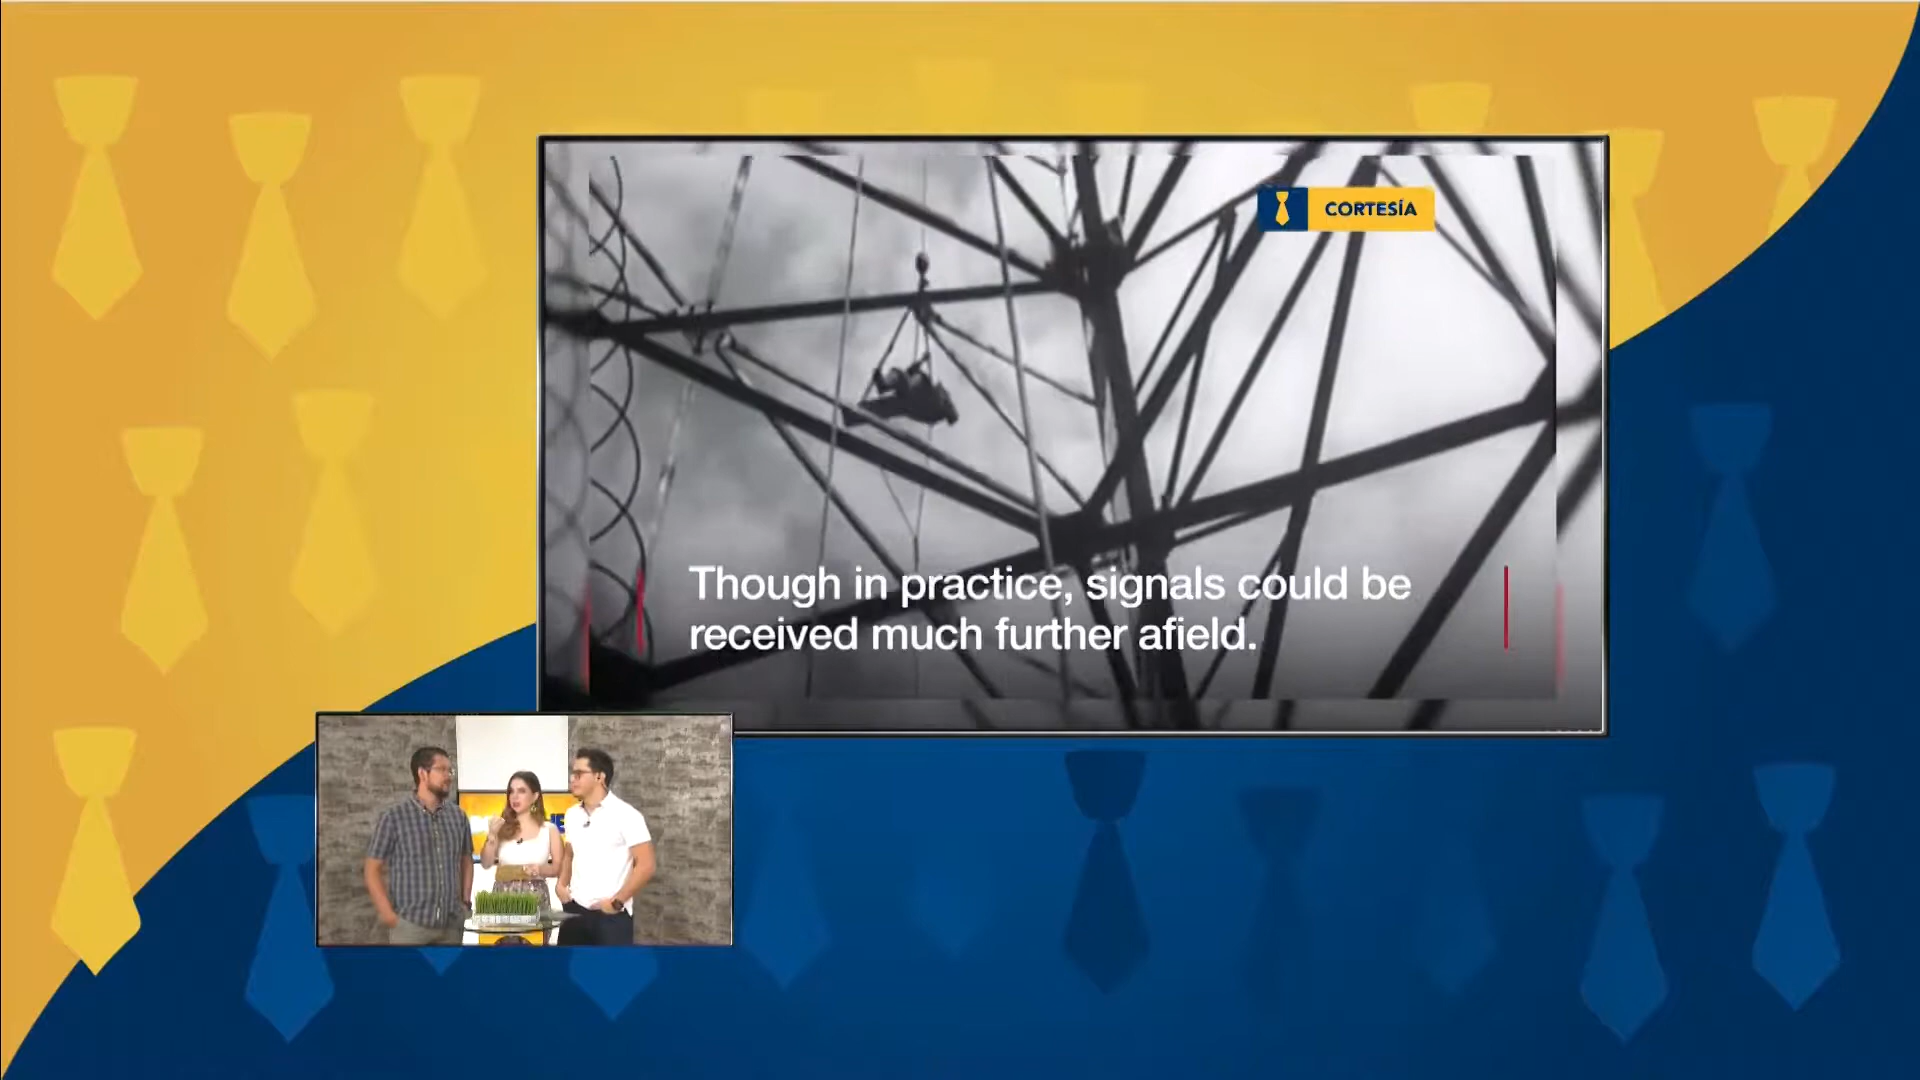 CORTESÍA
Though in practice, signals could be
received much further afield.